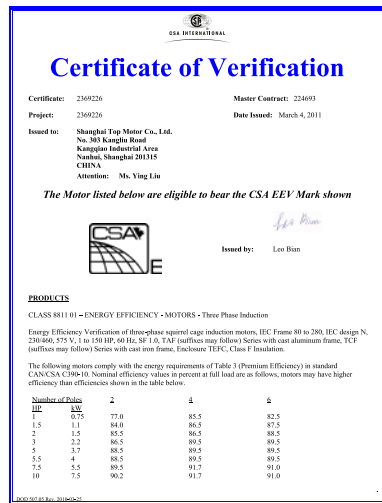 CSA INTERNATIONAL
Certificate of Verification
Certificate: 2369226 Master Contract: 224693
Project: 2369226 Date Issued: March 4, 2011
Issued to: Shanghai Top Motor Co., Ltd.
No. 303 Kangliu Road
Kangqiao Industrial Area
Nanhui, Shanghai 201315
CHINA
Attention: Ms. Ying Liu
The Motor listed below are eligible to bear the CSA EEV Mark shown
Leo Bian
CSA
E
Issued by: Leo Bian
PRODUCTS
CLASS 8811 01 – ENERGY EFFICIENCY - MOTORS - Three Phase Induction
Energy Efficiency Verification of three-phase squirrel cage induction motors, IEC Frame 80 to 280, IEC design N,
230/460, 575 V, 1 to 150 HP, 60 Hz, SF 1.0, TAF (suffixes may follow) Series with cast aluminum frame, TCF
(suffixes may follow) Series with cast iron frame, Enclosure TEFC, Class F Insulation.
The following motors comply with the energy requirements of Table 3 (Premium Efficiency) in standard
CAN/CSA C390-10. Nominal efficiency values in percent at full load are as follows, motors may have higher
efficiency than efficiencies shown in the table below.
Number of Poles 2 4 6
HP kW
1 0.75 77.0 85.5 82.5
1.5 1.1 84.0 86.5 87.5
2 1.5 85.5 86.5 88.5
3 2.2 86.5 89.5 89.5
5 3.7 88.5 89.5 89.5
5.5 4 88.5 89.5 89.5
7.5 5.5 89.5 91.7 91.0
10 7.5 90.2 91.7 91.0
DQD 507.05 Rev. 2010-03-25